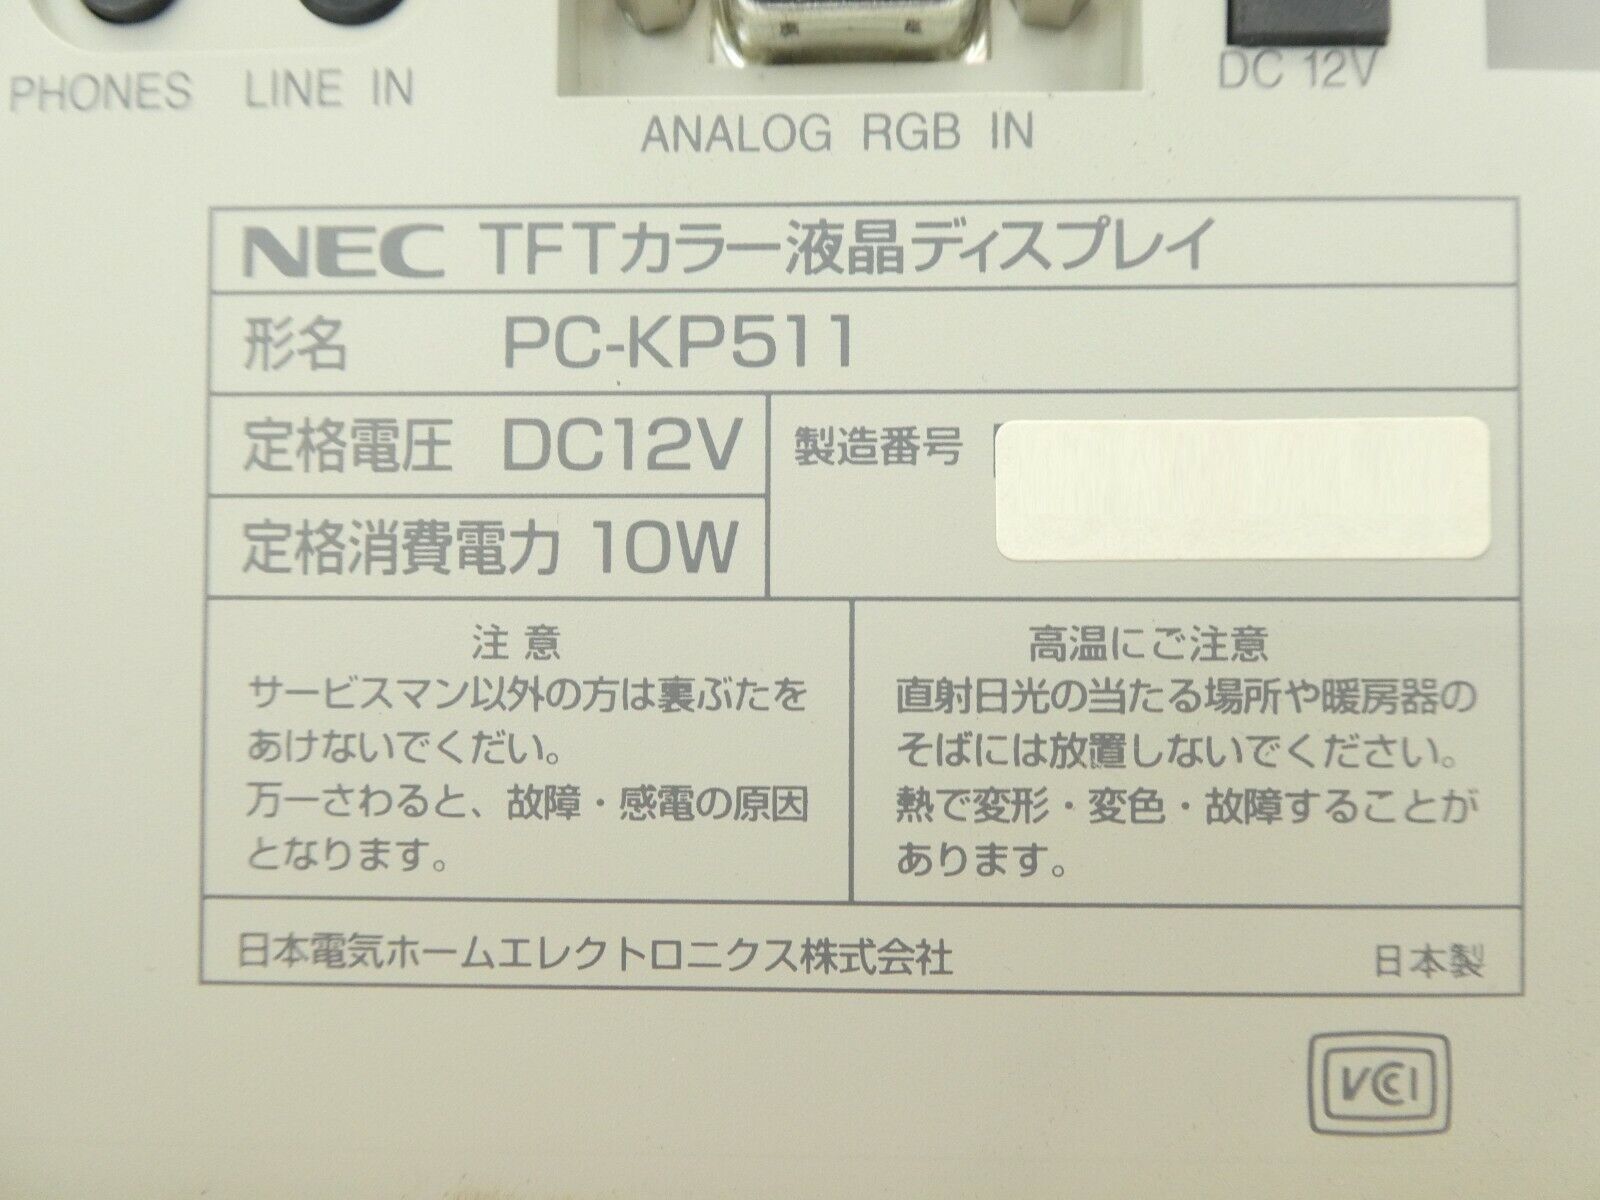 PHONES LINE IN
ANALOG RGB IN
DC 12V
NEC TFTカラー液晶ディスプレイ
形名 PC-KP511
定格電圧 DC12V
製造番号
定格消費電力 10W
注意
サービスマン以外の方は裏ぶたを
あけないでくだい。
万一さわると、故障・感電の原因
となります。
高温にご注意
直射日光の当たる場所や暖房器の
そばには放置しないでください。
熱で変形・変色・故障することが
あります。
日本電気ホームエレクトロニクス株式会社 日本製
VCCI